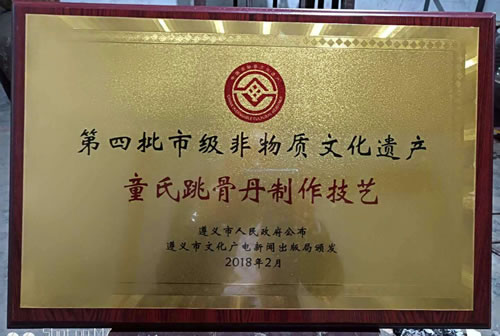 第四批市级非物质文化遗产
童氏跳骨丹制作技艺
遵义市人民政府公布
遵义市文化广电新闻出版局颁发
2018年2月